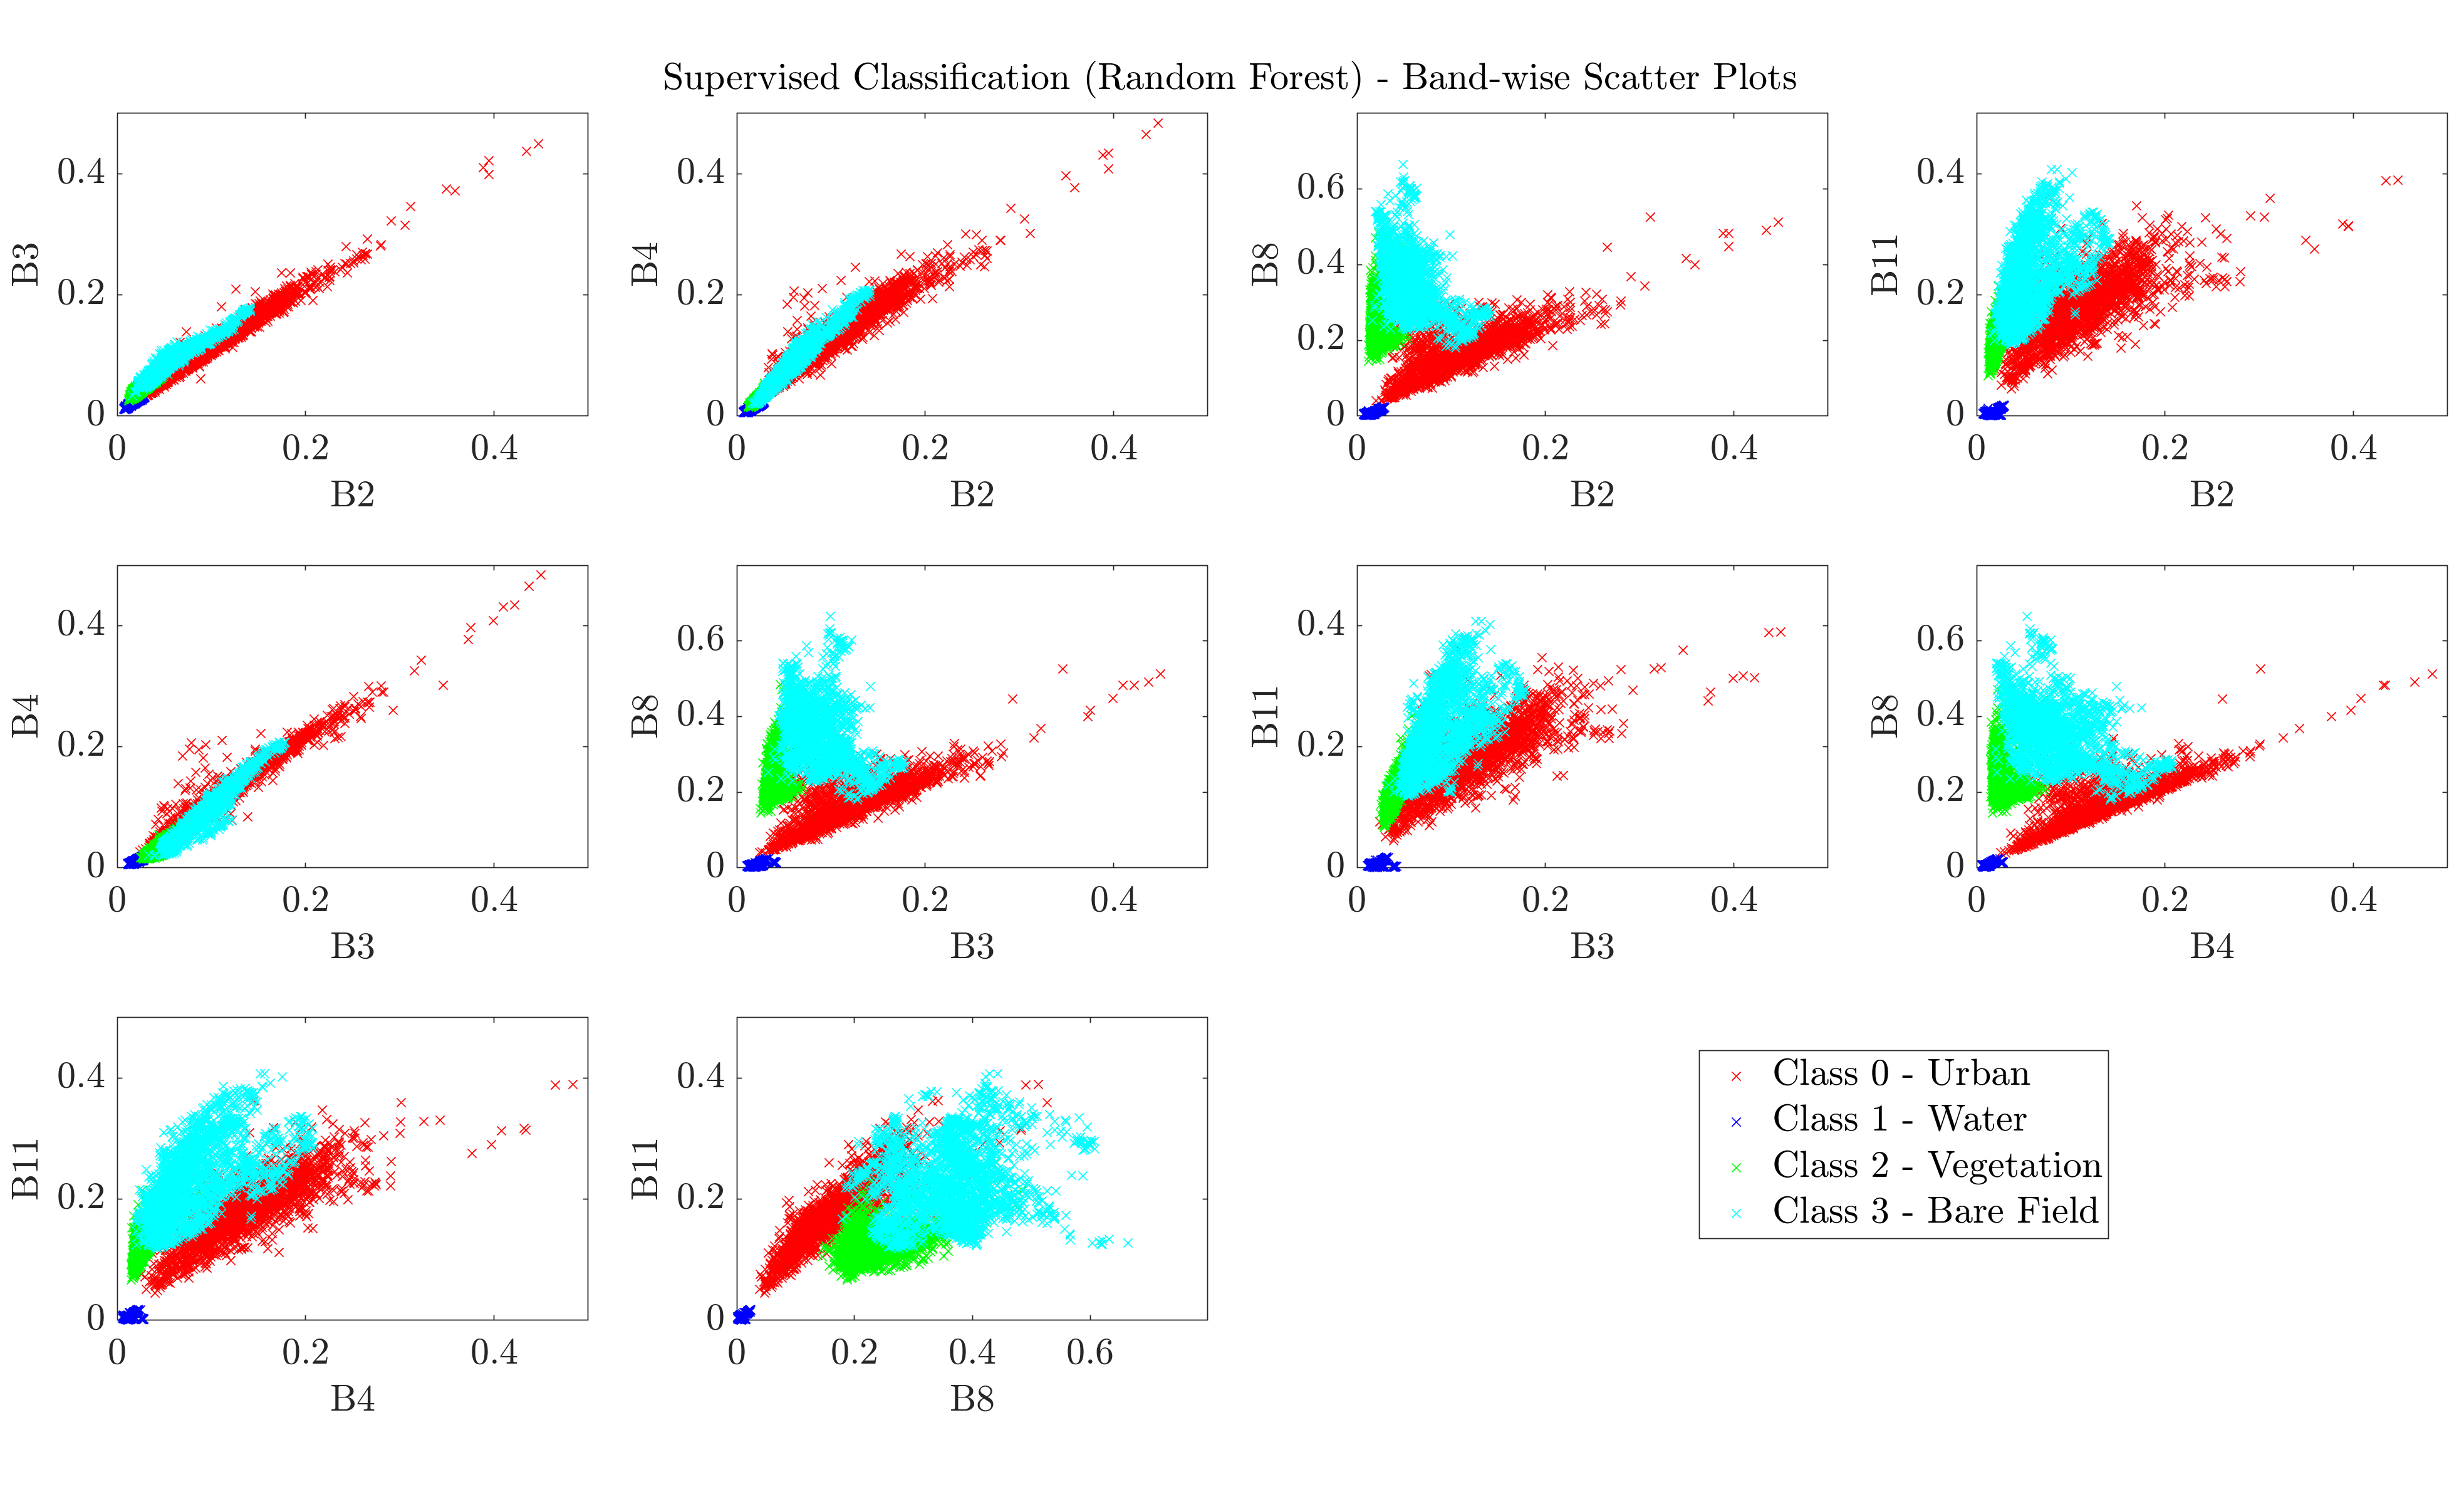 Supervised Classification (Random Forest) - Band-wise Scatter Plots
B3
0.4
0.2
0
0 0.2 0.4
B2
B4
0.4
0.2
0
0 0.2 0.4
B2
B8
0.6
0.4
0.2
0
0 0.2 0.4
B2
B11
0.4
0.2
0
0 0.2 0.4
B2
B4
0.4
0.2
0
0 0.2 0.4
B3
B8
0.6
0.4
0.2
0
0 0.2 0.4
B3
B11
0.4
0.2
0
0 0.2 0.4
B3
B8
0.6
0.4
0.2
0
0 0.2 0.4
B4
B11
0.4
0.2
0
0 0.2 0.4
B4
B11
0.4
0.2
0
0 0.2 0.4 0.6
B8
Class 0 - Urban
Class 1 - Water
Class 2 - Vegetation
Class 3 - Bare Field